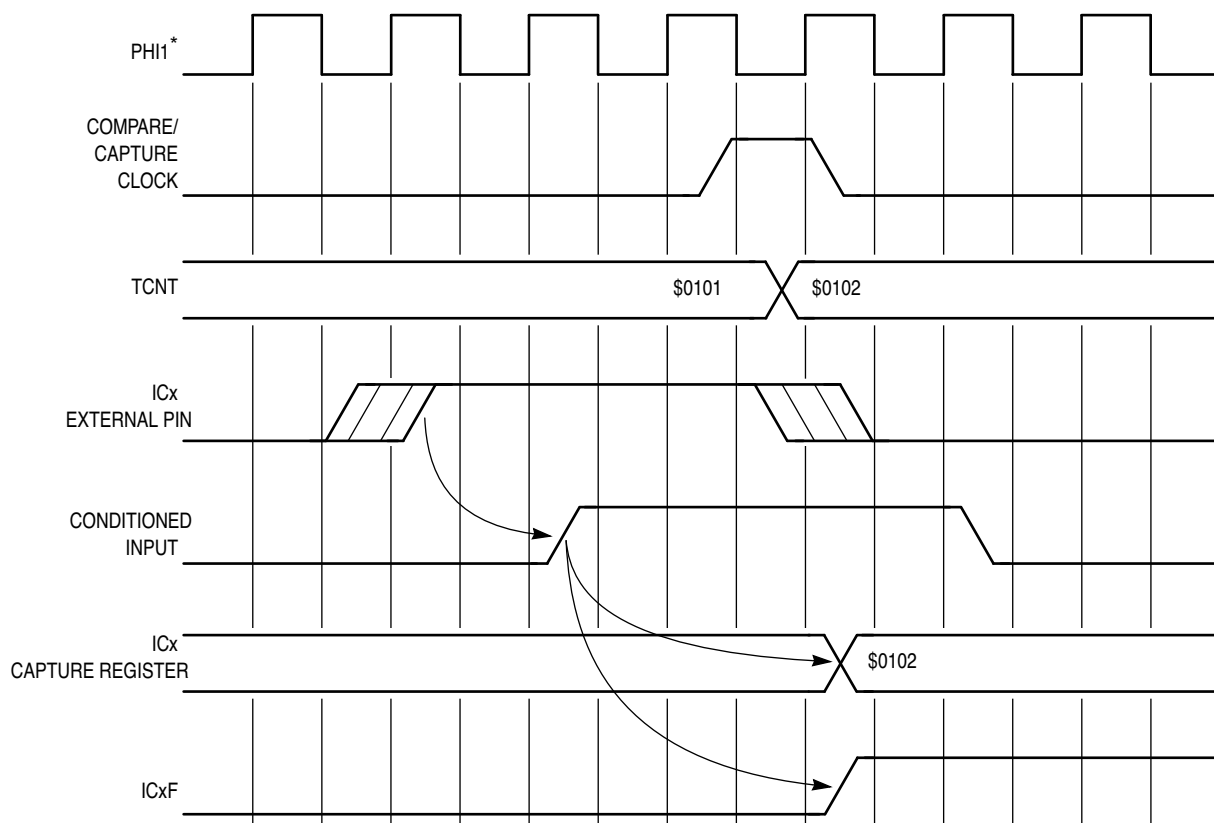 PHI1*
COMPARE/
CAPTURE
CLOCK
TCNT
$0101
$0102
ICx
EXTERNAL PIN
CONDITIONED
INPUT
ICx
CAPTURE REGISTER
$0102
ICxF